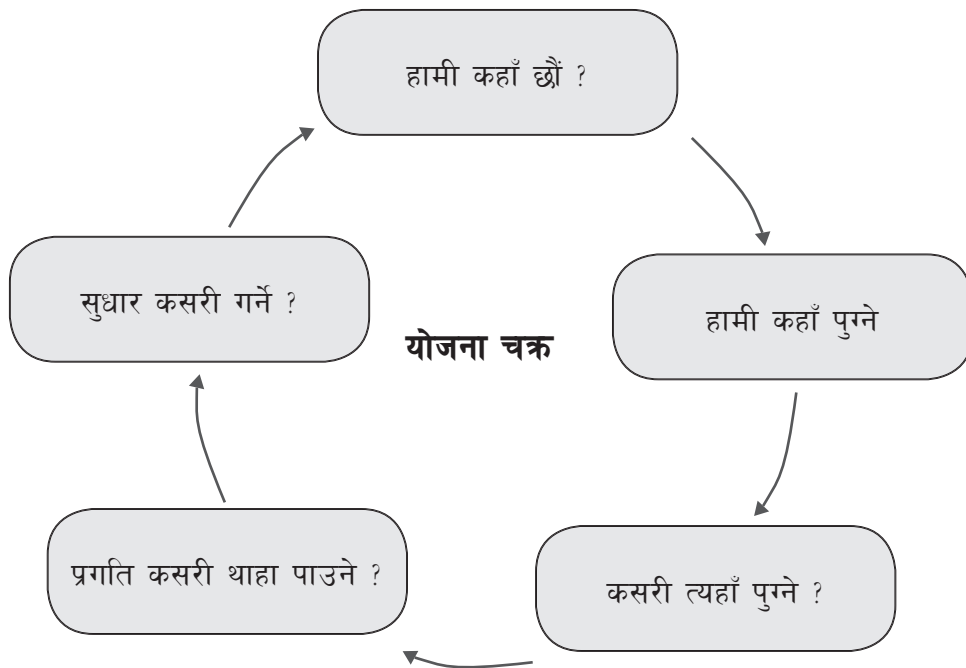 हामी कहाँ छौं ?
हामी कहाँ पुग्ने
कसरी त्यहाँ पुग्ने ?
प्रगति कसरी थाहा पाउने ?
सुधार कसरी गर्ने ?
योजना चक्र